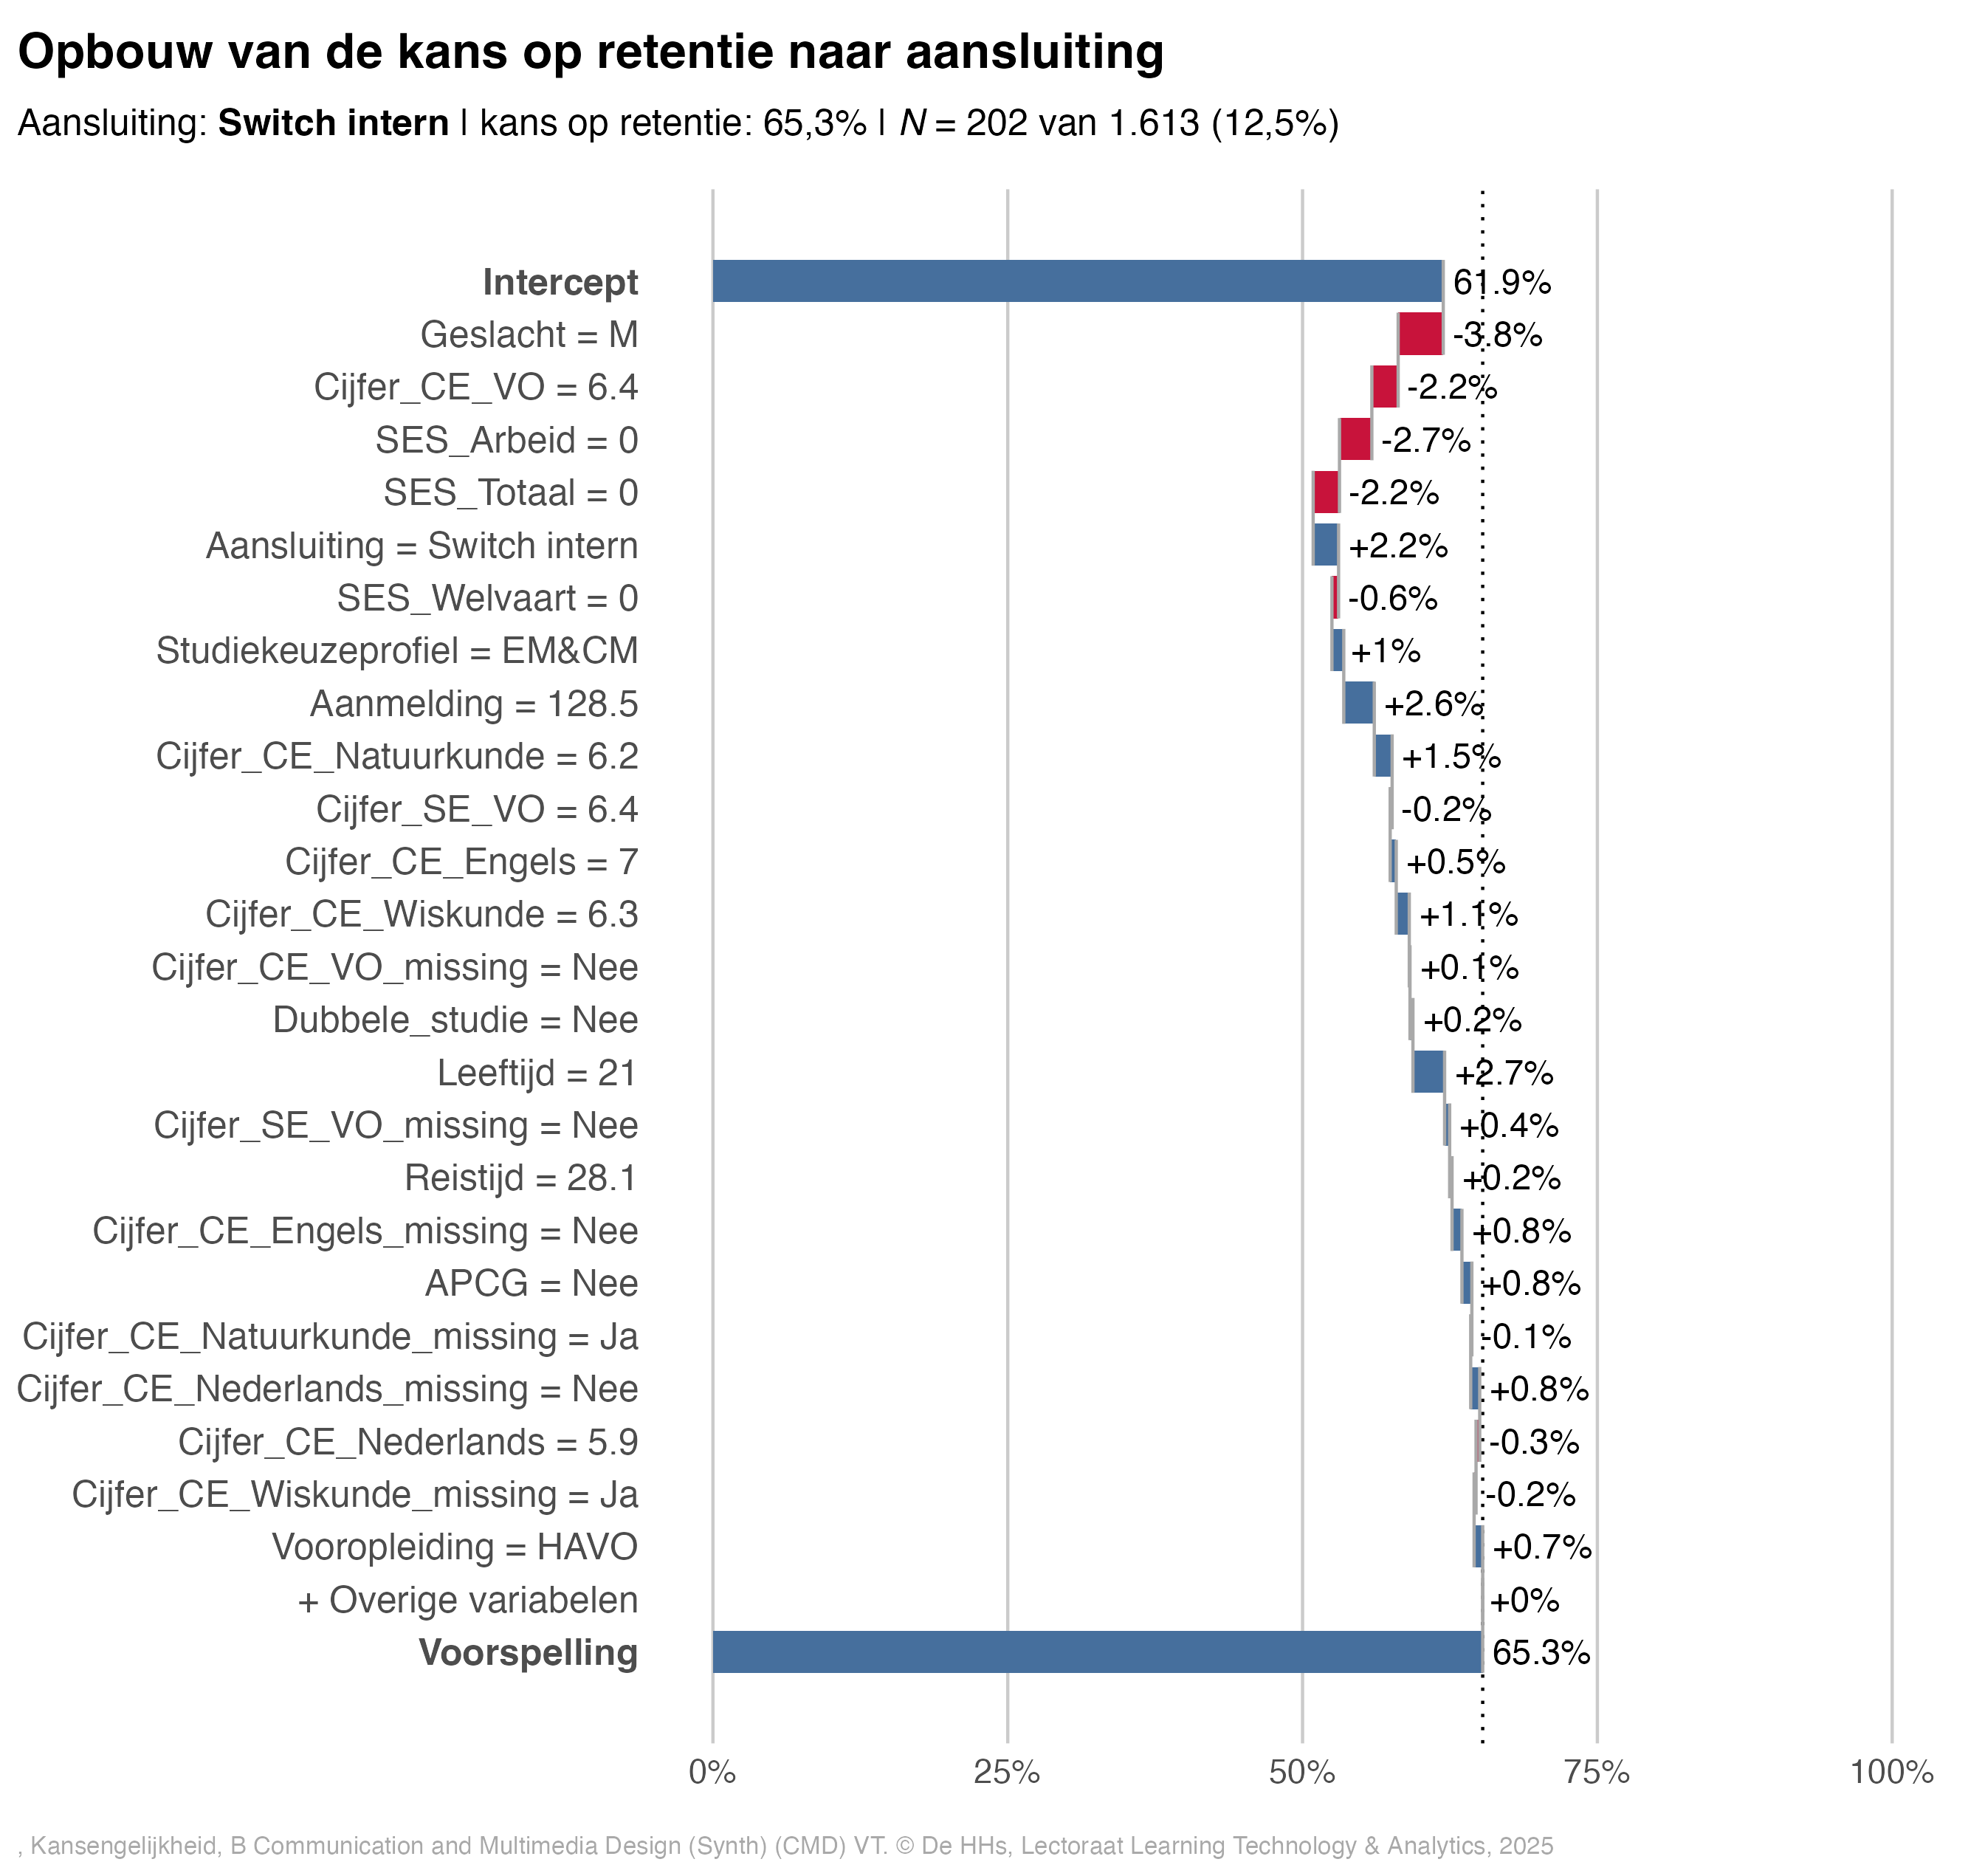 Opbouw van de kans op retentie naar aansluiting
Aansluiting: Switch intern | kans op retentie: 65,3% | N = 202 van 1.613 (12,5%)
Intercept 61.9%
Geslacht = M -3.8%
Cijfer_CE_VO = 6.4 -2.2%
SES_Arbeid = 0 -2.7%
SES_Totaal = 0 -2.2%
Aansluiting = Switch intern +2.2%
SES_Welvaart = 0 -0.6%
Studiekeuzeprofiel = EM&CM +1%
Aanmelding = 128.5 +2.6%
Cijfer_CE_Natuurkunde = 6.2 +1.5%
Cijfer_SE_VO = 6.4 -0.2%
Cijfer_CE_Engels = 7 +0.5%
Cijfer_CE_Wiskunde = 6.3 +1.1%
Cijfer_CE_VO_missing = Nee +0.1%
Dubbele_studie = Nee +0.2%
Leeftijd = 21 +2.7%
Cijfer_SE_VO_missing = Nee +0.4%
Reistijd = 28.1 +0.2%
Cijfer_CE_Engels_missing = Nee +0.8%
APCG = Nee +0.8%
Cijfer_CE_Natuurkunde_missing = Ja -0.1%
Cijfer_CE_Nederlands_missing = Nee +0.8%
Cijfer_CE_Nederlands = 5.9 -0.3%
Cijfer_CE_Wiskunde_missing = Ja -0.2%
Vooropleiding = HAVO +0.7%
+ Overige variabelen +0%
Voorspelling 65.3%
0% 25% 50% 75% 100%
, Kansengelijkheid, B Communication and Multimedia Design (Synth) (CMD) VT. © De HHs, Lectoraat Learning Technology & Analytics, 2025